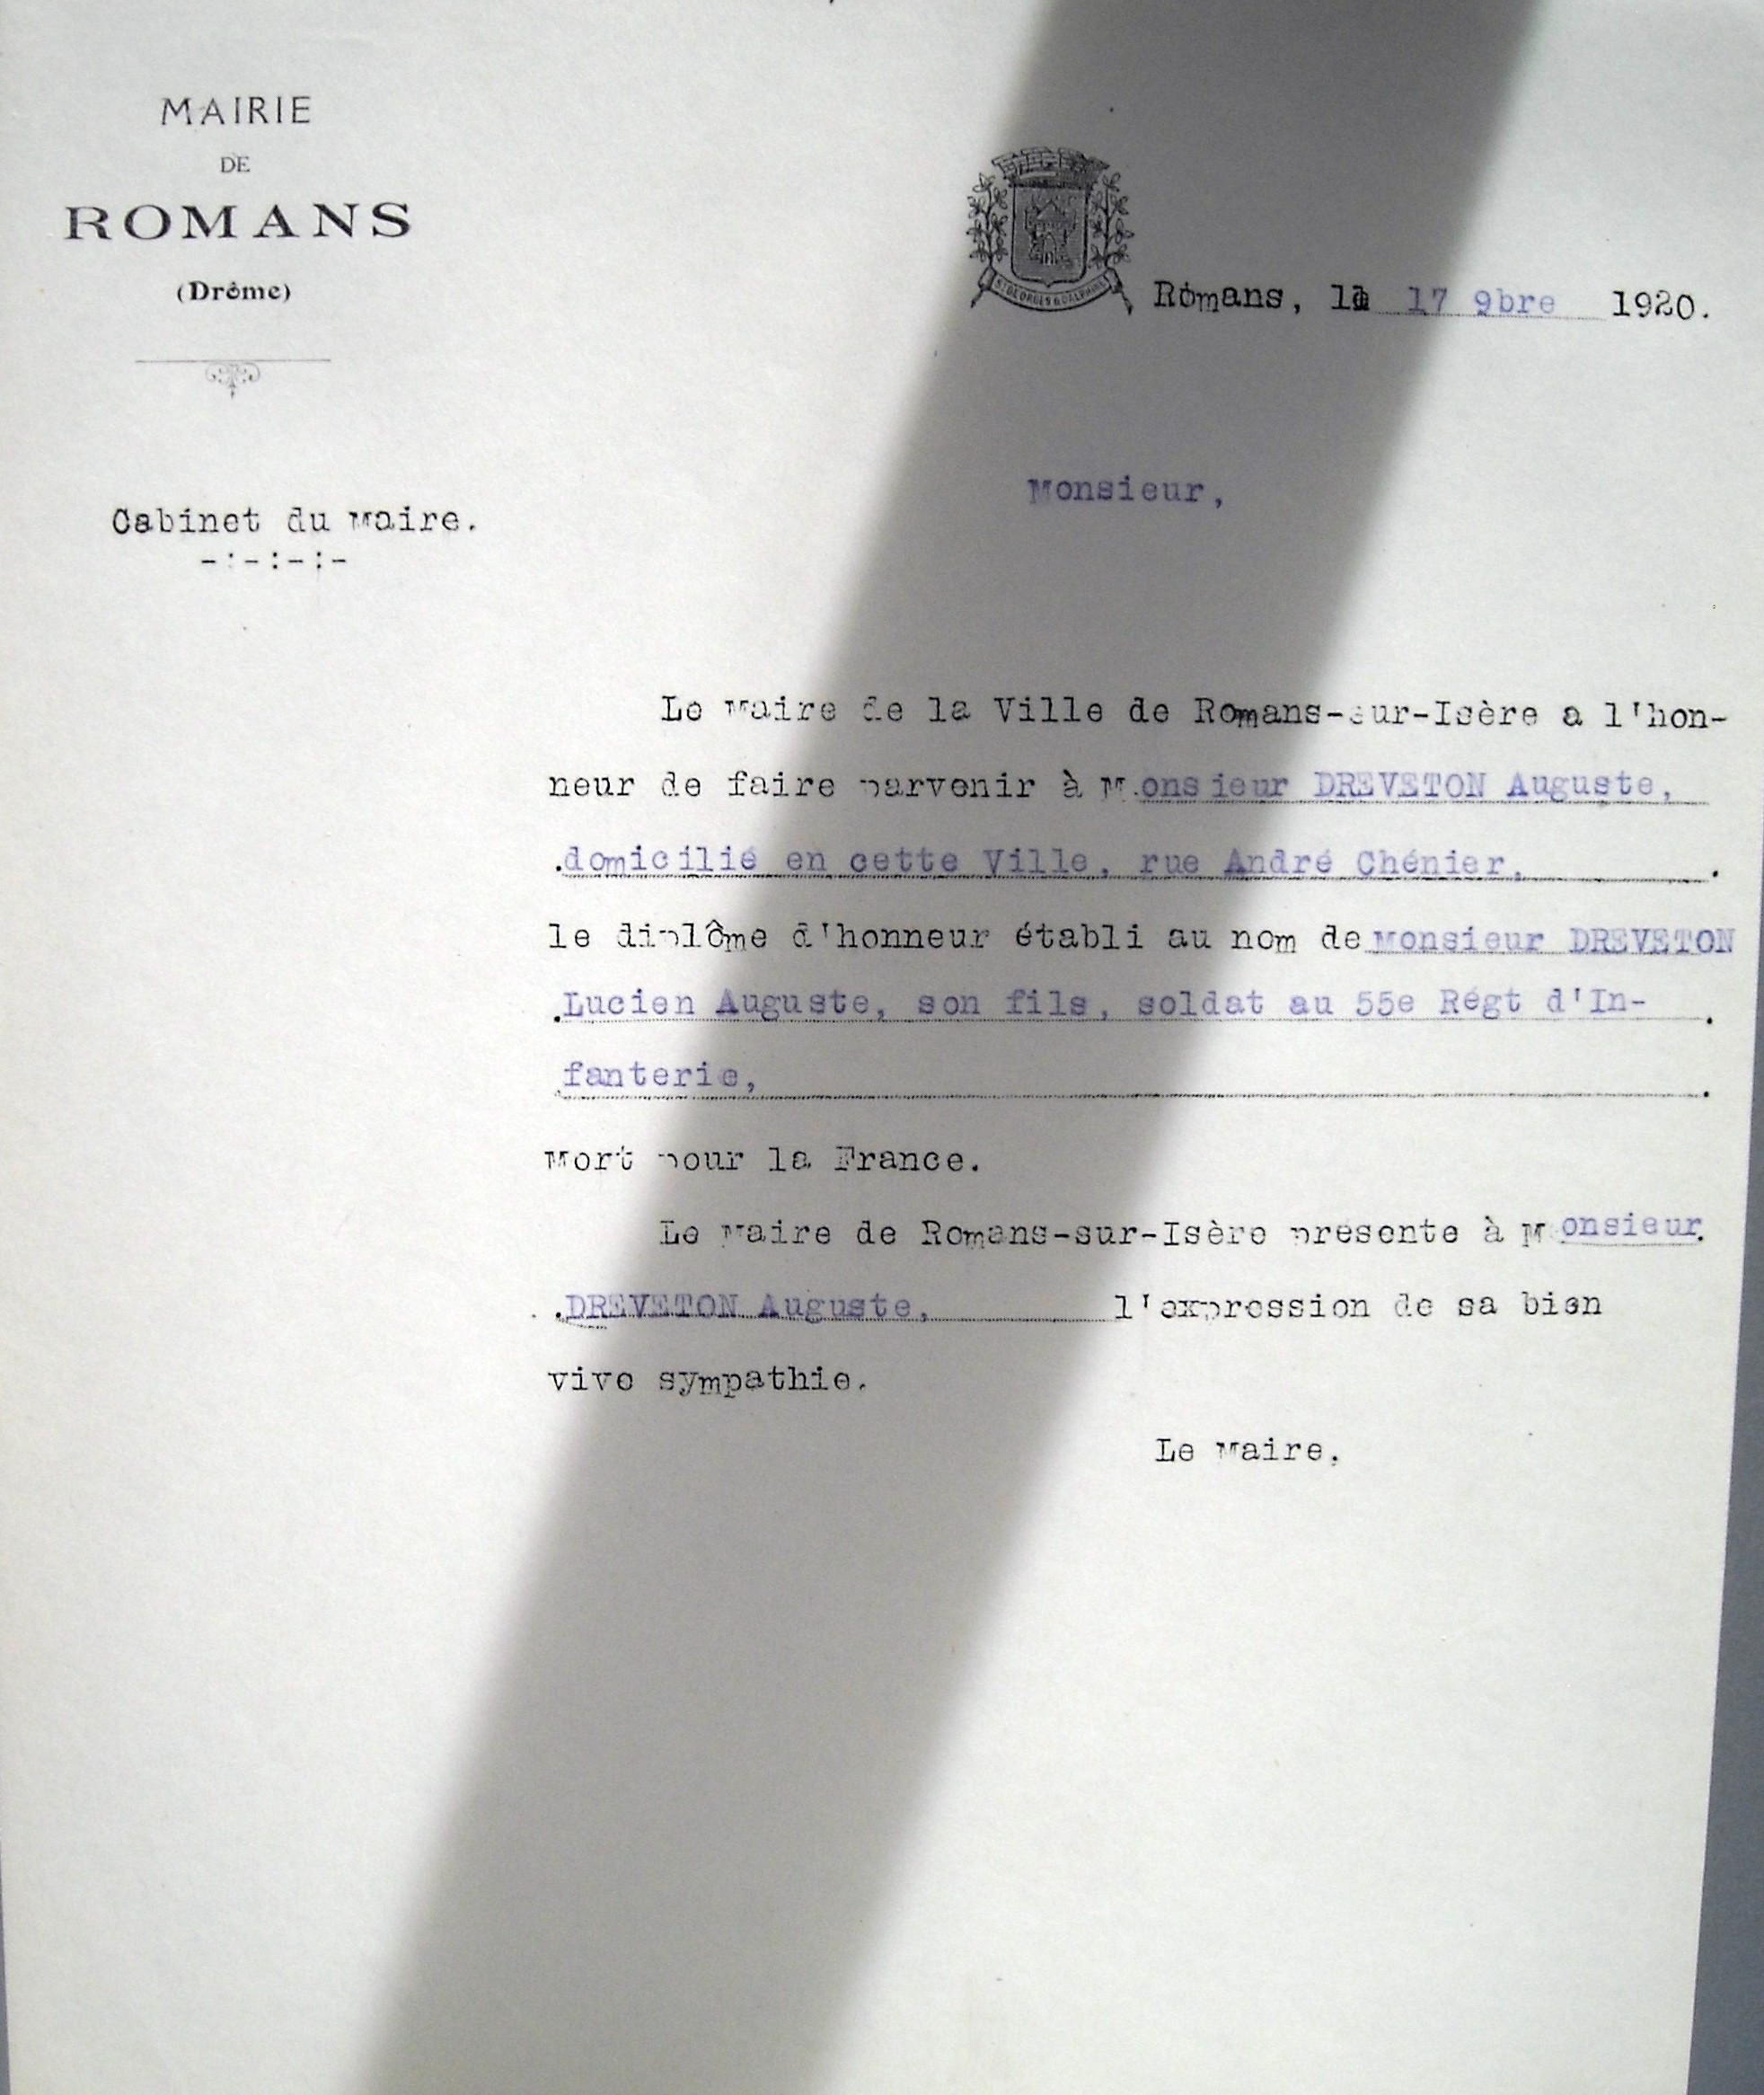 MAIRIE
DE
ROMANS
(Drôme)
Romans, le 17 9bre 1920.
Monsieur,
Cabinet du Maire.
-:-:-:-
Le Maire de la Ville de Romans-sur-Isère a l'hon-
neur de faire parvenir à Monsieur DREVETON Auguste,
domicilié en cette Ville, rue André Chénier,
le diplôme d'honneur établi au nom de Monsieur DREVETON
Lucien Auguste, son fils, soldat au 55e Régt d'In-
fanterie,
Mort pour la France.
Le Maire de Romans-sur-Isère présente à Monsieur
DREVETON Auguste, l'expression de sa bien
vive sympathie.
Le Maire.